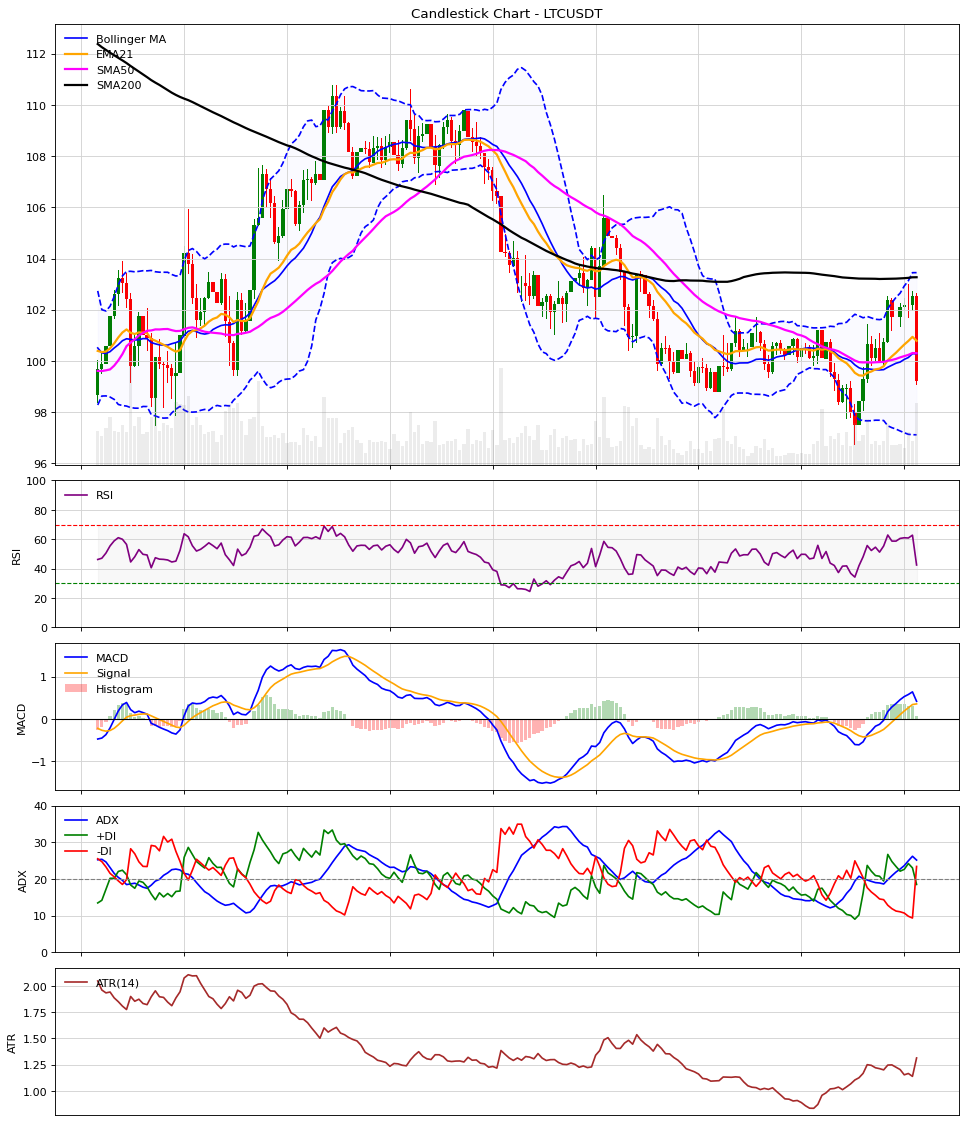 Candlestick Chart - LTCUSDT
Bollinger MA
EMA21
SMA50
SMA200
112
110
108
106
104
102
100
98
96
RSI
RSI
100
80
60
40
20
0
MACD
Signal
Histogram
MACD
1
0
−1
ADX
+DI
-DI
ADX
40
30
20
10
0
ATR(14)
ATR
2.00
1.75
1.50
1.25
1.00